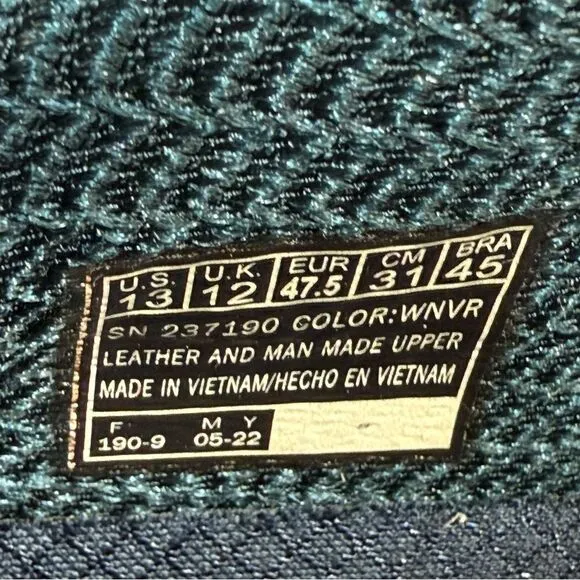 U.S. U.K. EUR CM BRA
13 12 47.5 31 45
SN 237190 COLOR:WNVR
LEATHER AND MAN MADE UPPER
MADE IN VIETNAM/HECHO EN VIETNAM
F M Y
190-9 05-22